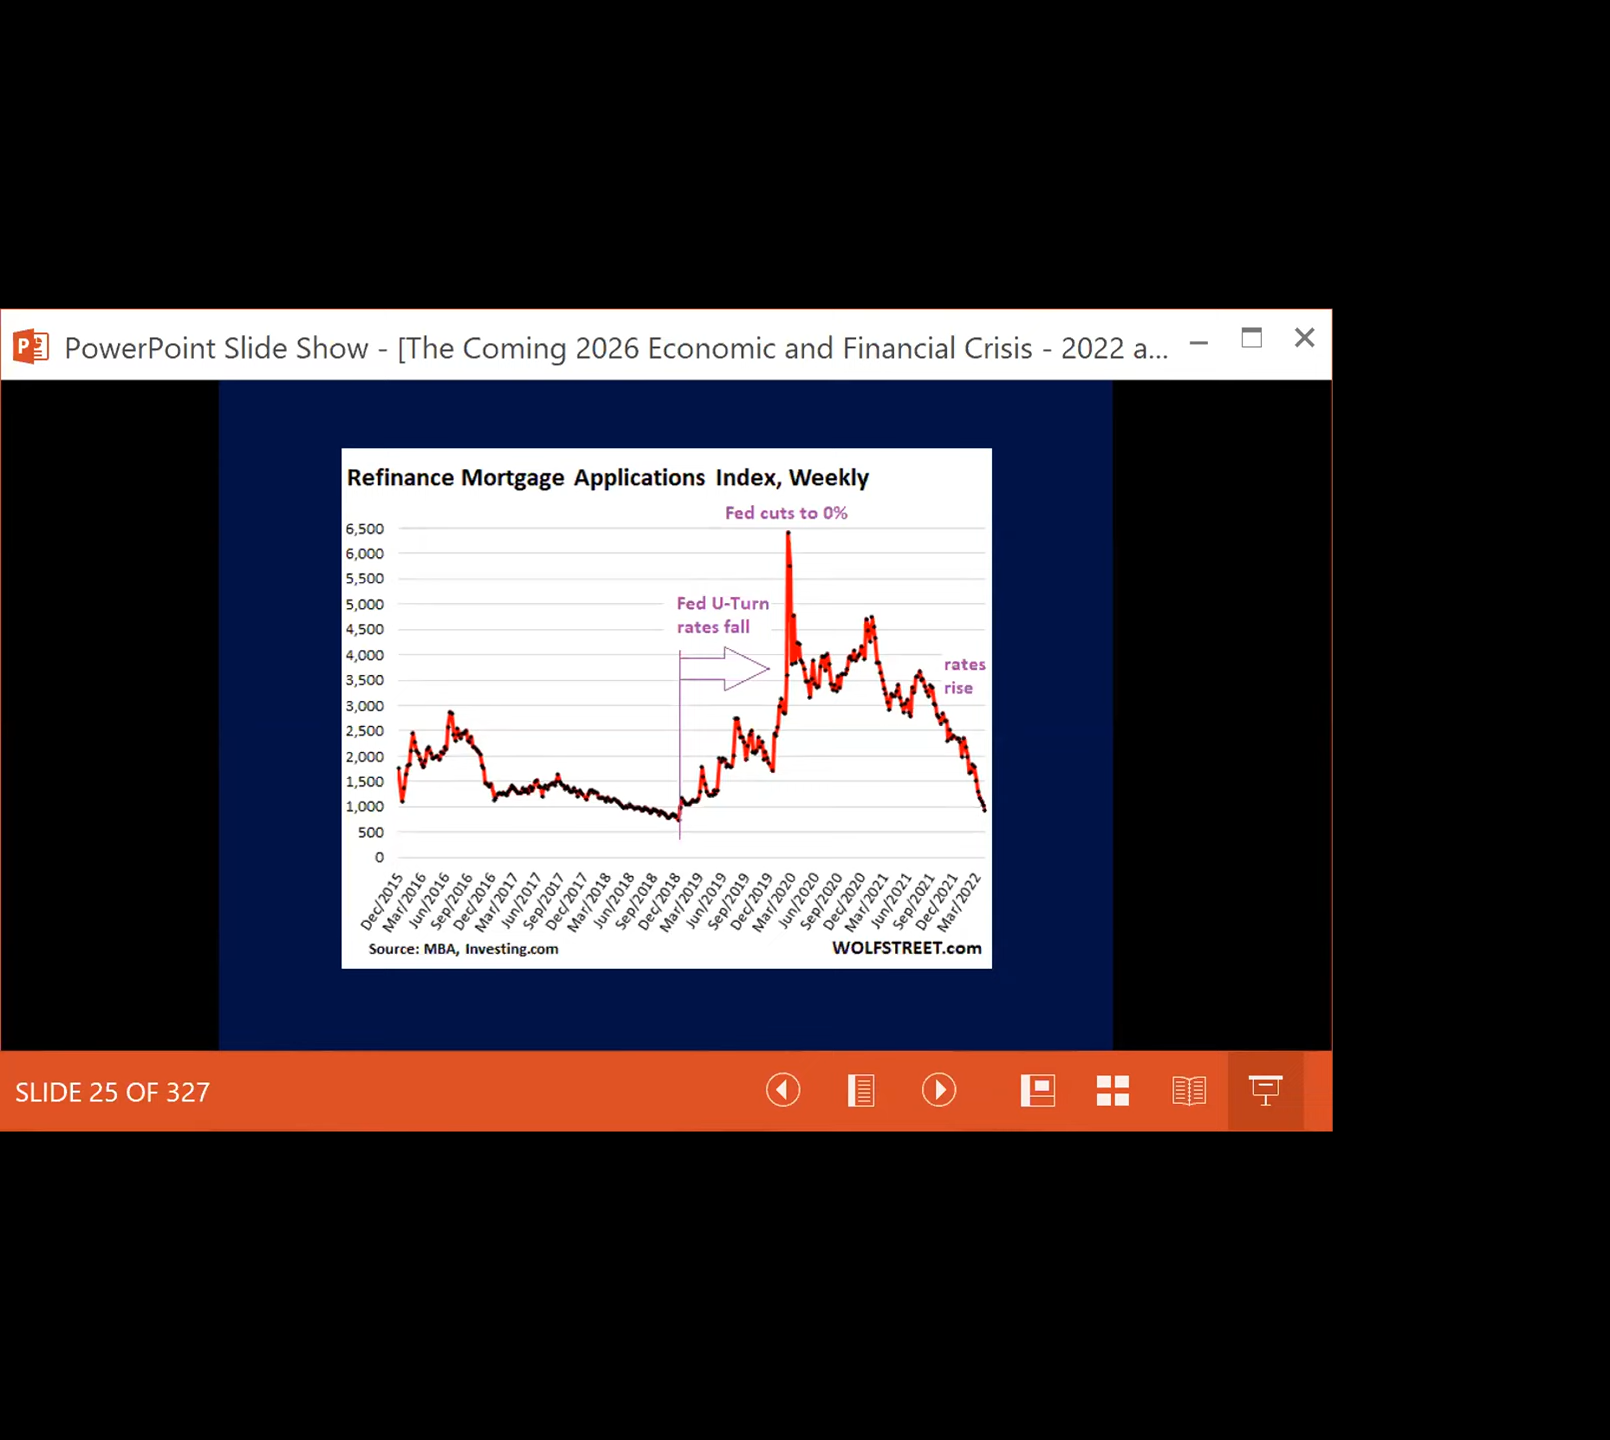 PowerPoint Slide Show - [The Coming 2026 Economic and Financial Crisis - 2022 a...
Refinance Mortgage Applications Index, Weekly
Fed cuts to 0%
6,500
6,000
5,500
5,000
4,500
4,000
3,500
3,000
2,500
2,000
1,500
1,000
500
0
Fed U-Turn
rates fall
rates
rise
Dec/2015
Mar/2016
Jun/2016
Sep/2016
Dec/2016
Mar/2017
Jun/2017
Sep/2017
Dec/2017
Mar/2018
Jun/2018
Sep/2018
Dec/2018
Mar/2019
Jun/2019
Sep/2019
Dec/2019
Mar/2020
Jun/2020
Sep/2020
Dec/2020
Mar/2021
Jun/2021
Sep/2021
Dec/2021
Mar/2022
Source: MBA, Investing.com
WOLFSTREET.com
SLIDE 25 OF 327